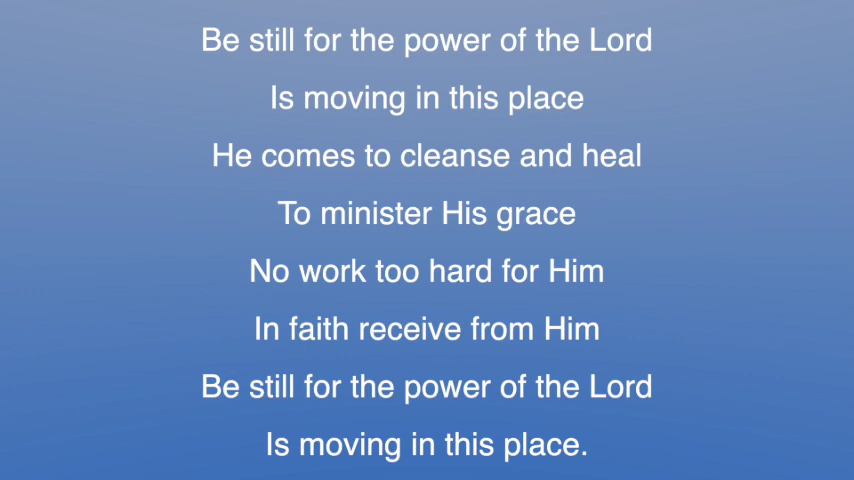 Be still for the power of the Lord
Is moving in this place
He comes to cleanse and heal
To minister His grace
No work too hard for Him
In faith receive from Him
Be still for the power of the Lord
Is moving in this place.